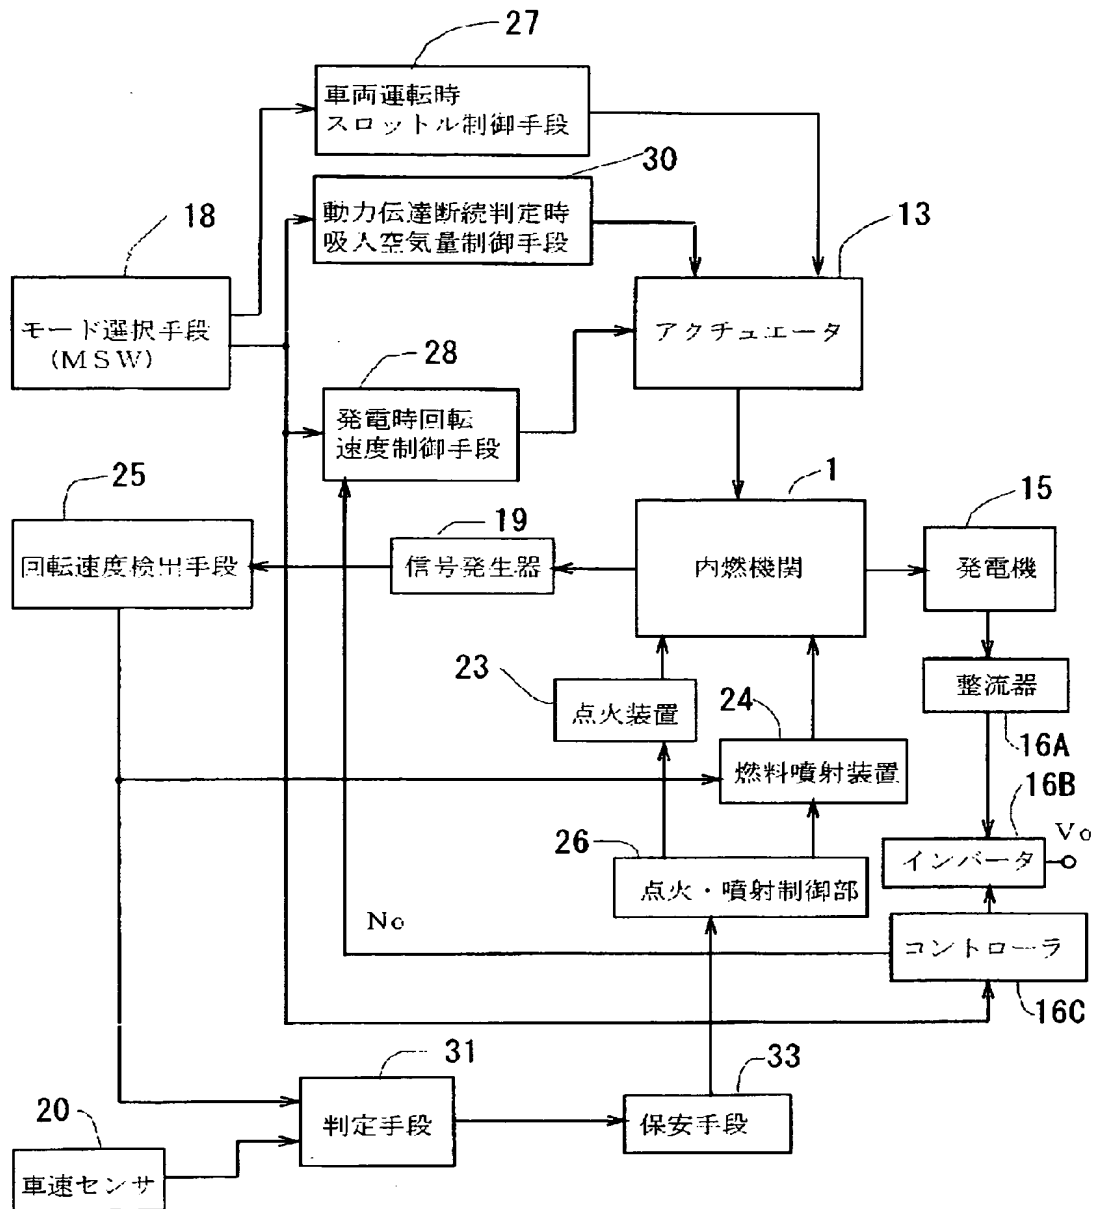 27
車両運転時
スロットル制御手段
30
動力伝達断続判定時
吸入空気量制御手段
18
モード選択手段
(MSW)
13
アクチュエータ
28
発電時回転
速度制御手段
25
回転速度検出手段
19
信号発生器
1
内燃機関
15
発電機
23
点火装置
24
燃料噴射装置
整流器
16A
16B
インバータ
Vo
26
点火・噴射制御部
No
コントローラ
16C
31
判定手段
33
保安手段
20
車速センサ